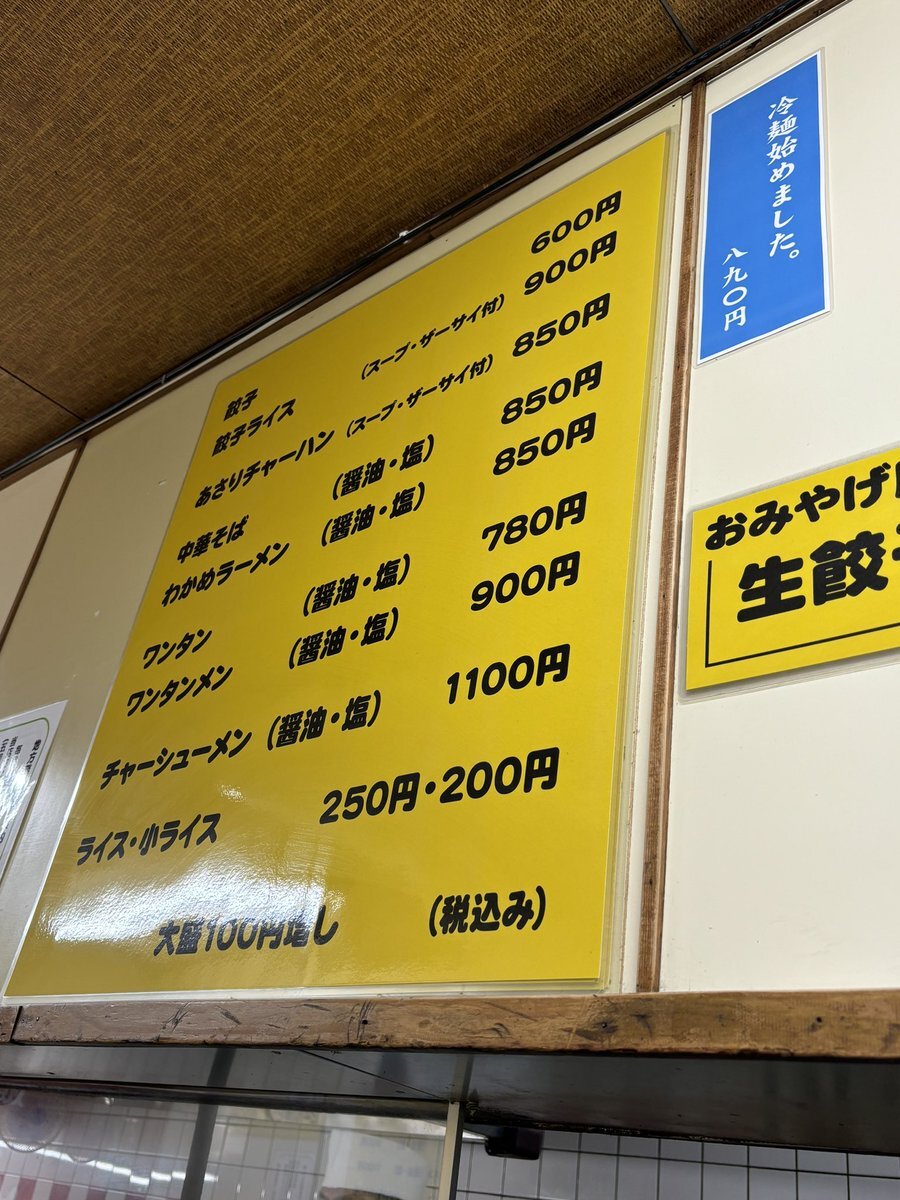 餃子 600円
餃子ライス (スープ・ザーサイ付) 900円
あさりチャーハン (スープ・ザーサイ付) 850円
中華そば (醤油・塩) 850円
わかめラーメン (醤油・塩) 850円
ワンタン (醤油・塩) 780円
ワンタンメン (醤油・塩) 900円
チャーシューメン (醤油・塩) 1100円
ライス・小ライス 250円・200円
大盛100円増し (税込み)
冷麺始めました。
八九〇円
おみやげ
生餃